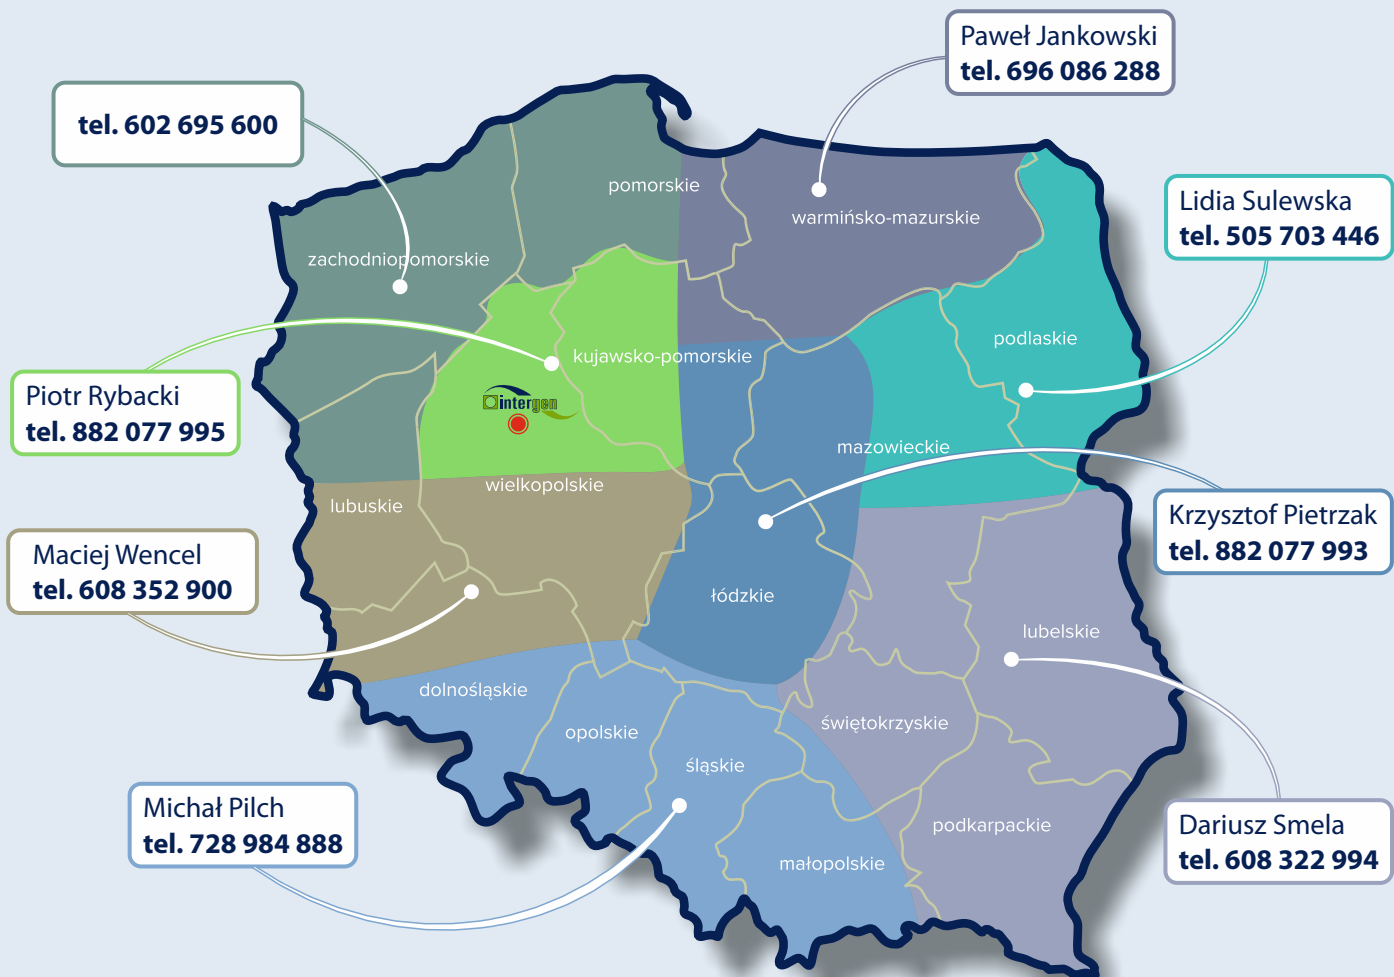 Paweł Jankowski
tel. 696 086 288
tel. 602 695 600
pomorskie
warmińsko-mazurskie
Lidia Sulewska
tel. 505 703 446
zachodniopomorskie
podlaskie
kujawsko-pomorskie
Piotr Rybacki
tel. 882 077 995
intergen
mazowieckie
wielkopolskie
lubuskie
Krzysztof Pietrzak
tel. 882 077 993
Maciej Wencel
tel. 608 352 900
łódzkie
lubelskie
dolnośląskie
świętokrzyskie
opolskie
śląskie
Michał Pilch
tel. 728 984 888
podkarpackie
Dariusz Smela
tel. 608 322 994
małopolskie